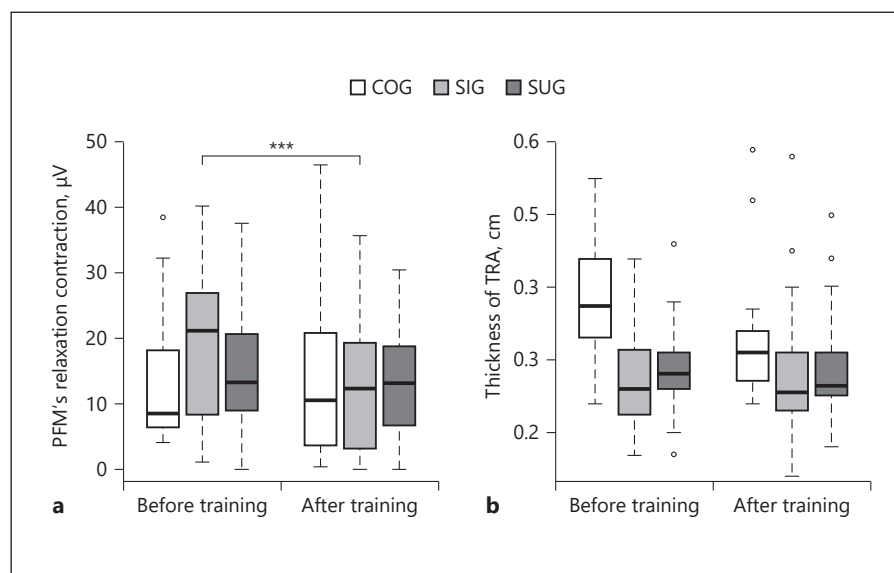 COG SIG SUG
PFM's relaxation contraction, µV
50
40
30
20
10
0
***
Before training After training
a
Thickness of TRA, cm
0.6
0.5
0.3
0.3
0.2
Before training After training
b